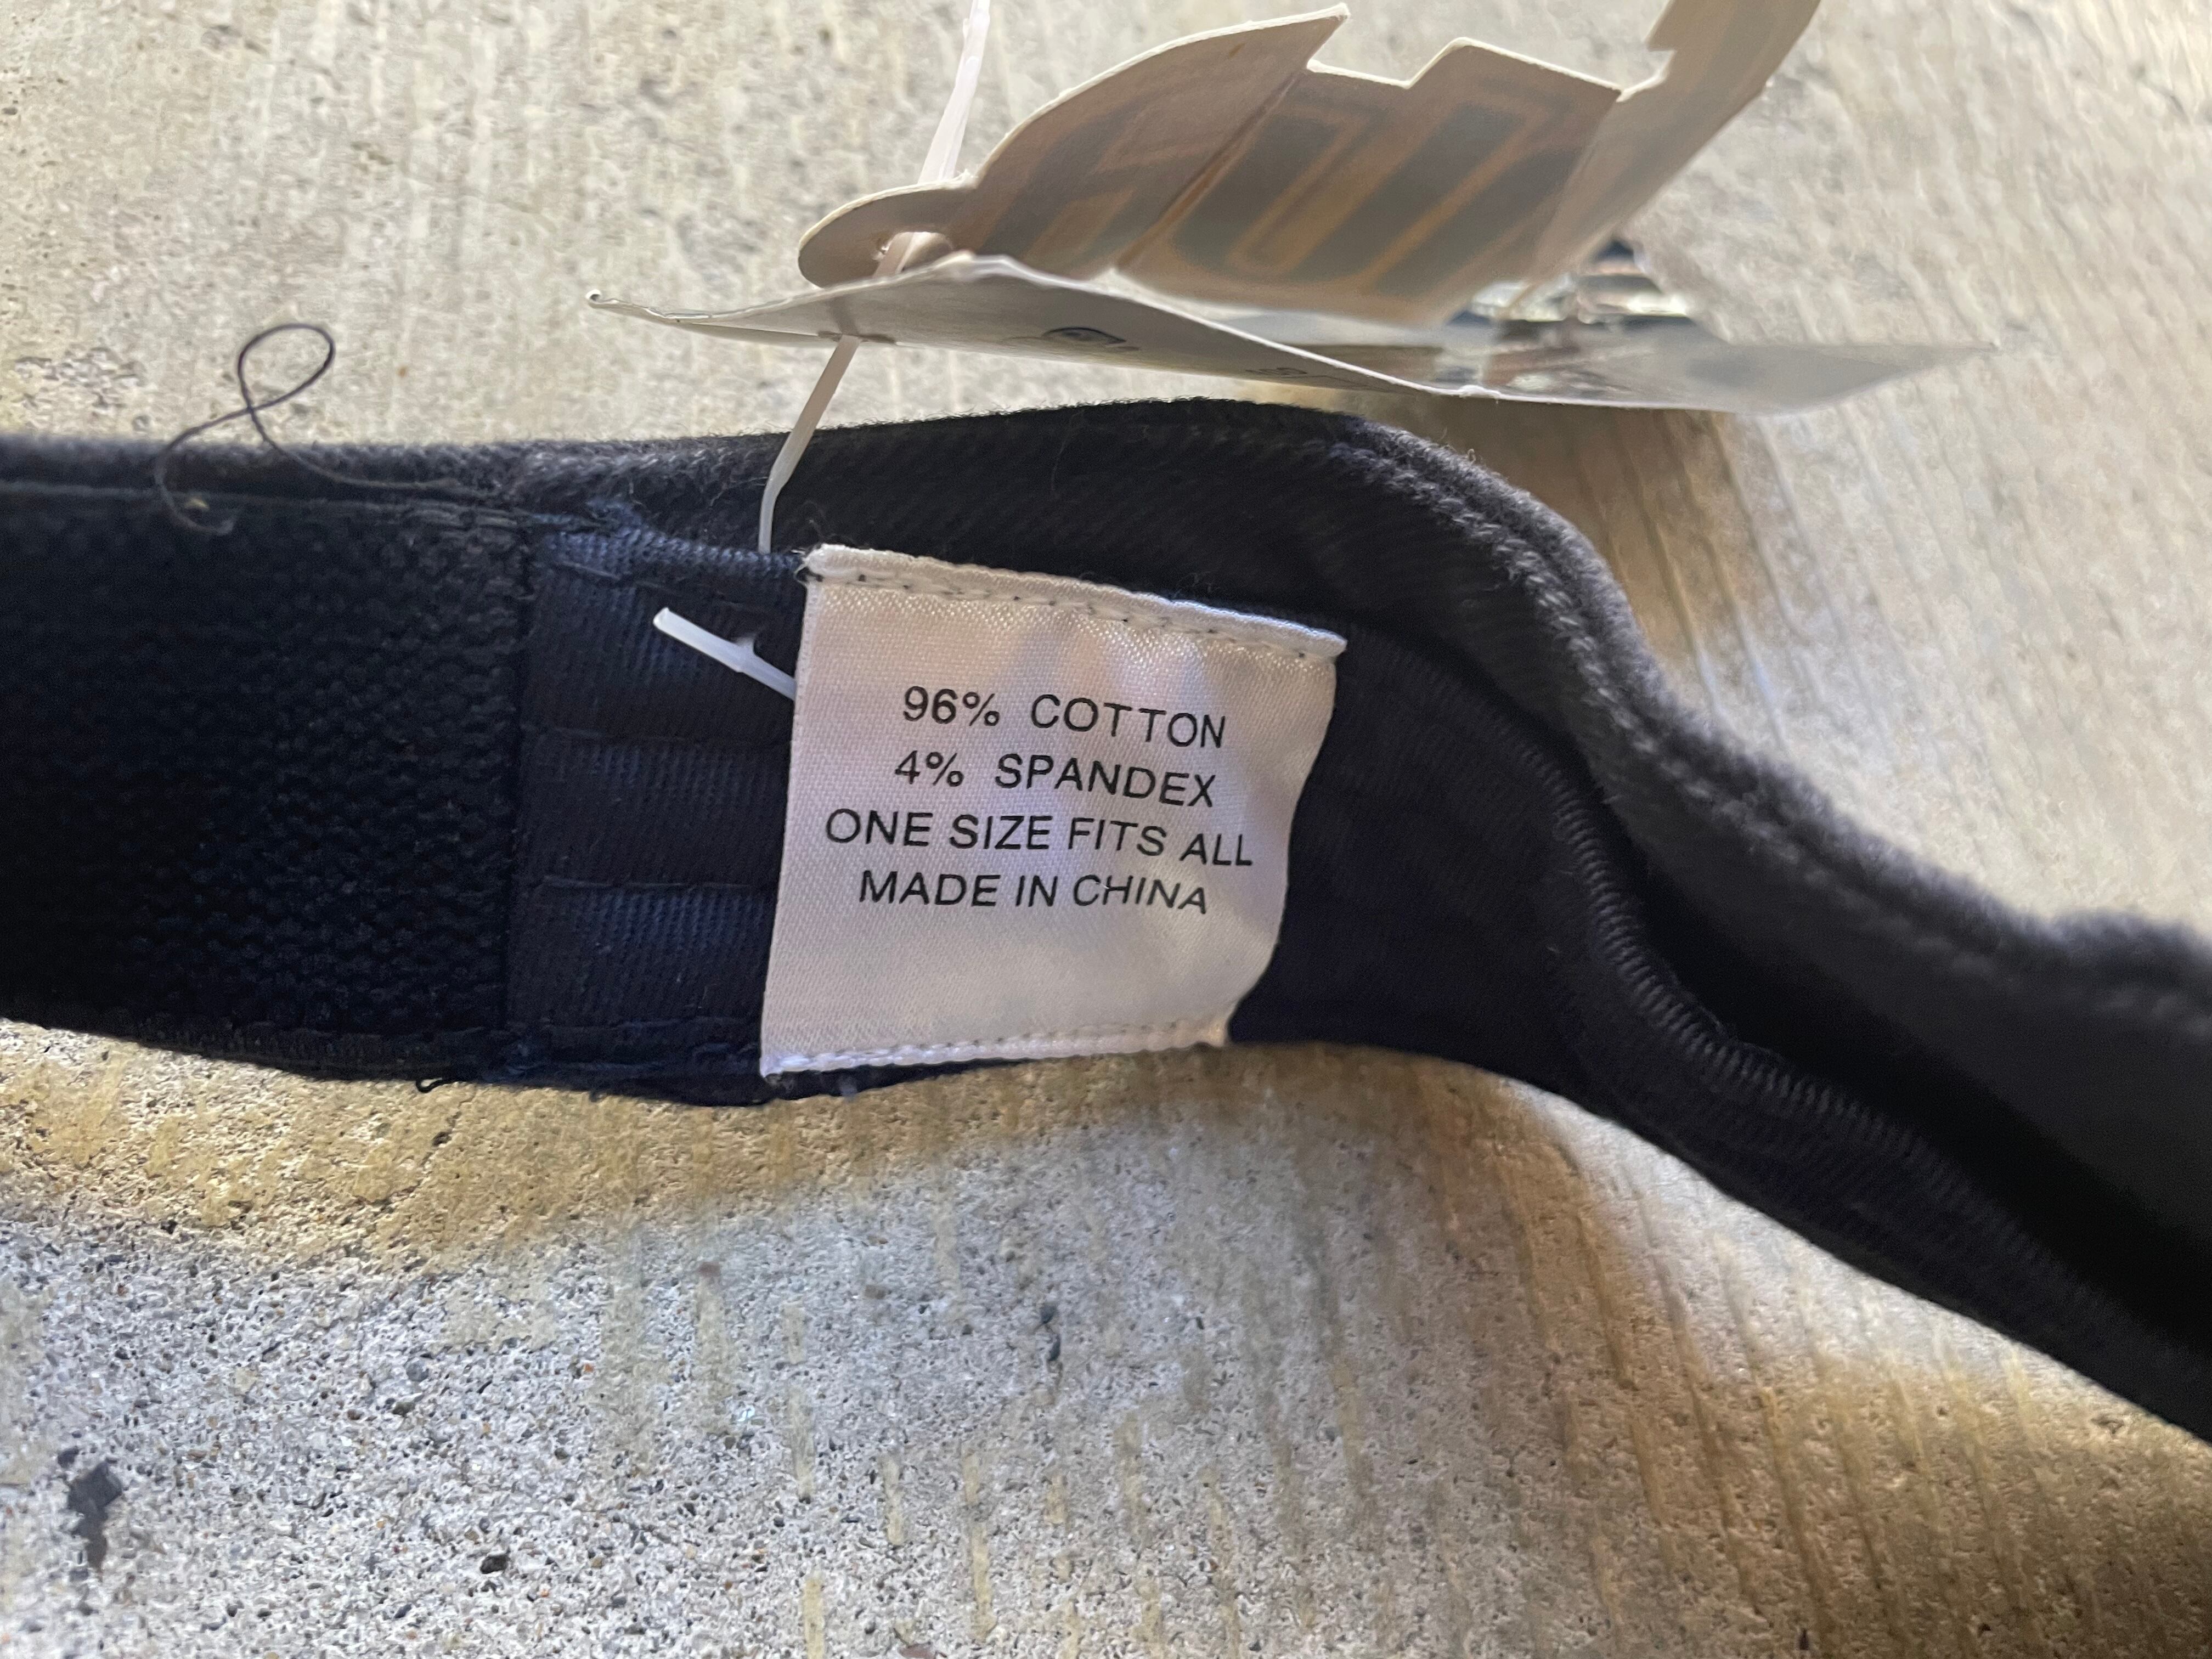 96% COTTON
4% SPANDEX
ONE SIZE FITS ALL
MADE IN CHINA